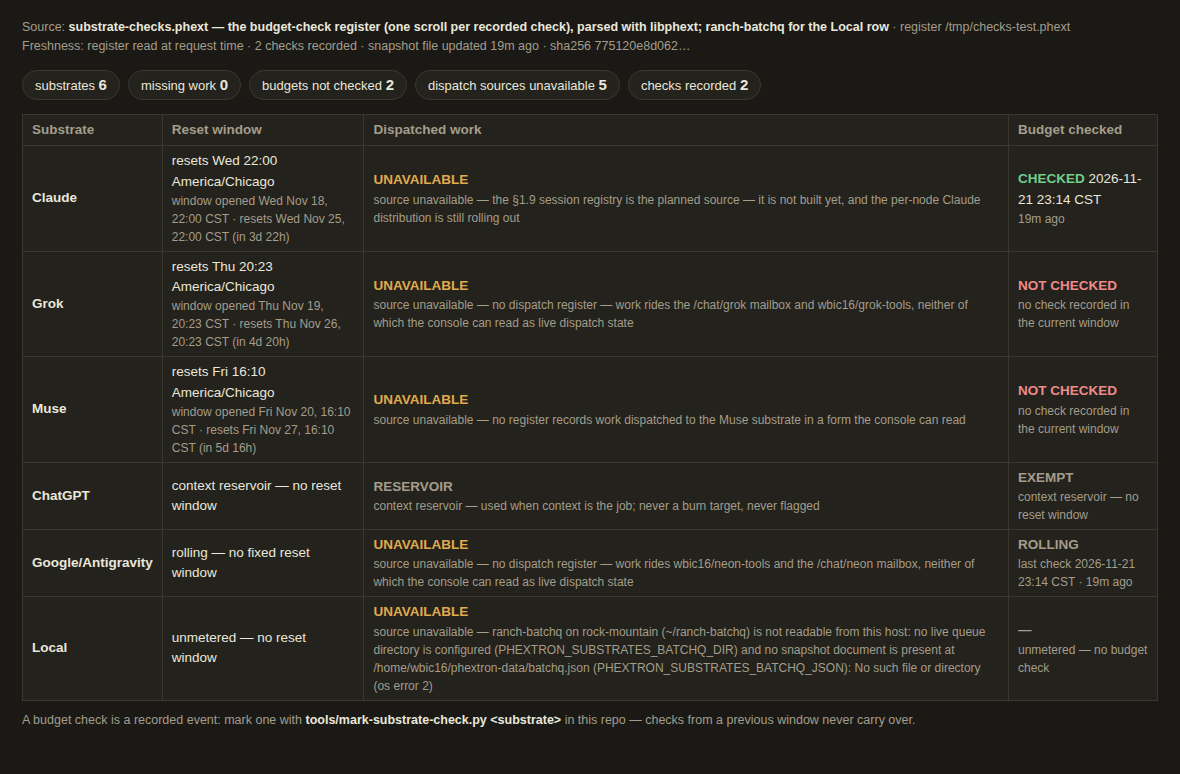 Source: substrate-checks.phext — the budget-check register (one scroll per recorded check), parsed with libphext; ranch-batchq for the Local row · register /tmp/checks-test.phext
Freshness: register read at request time · 2 checks recorded · snapshot file updated 19m ago · sha256 775120e8d062…
substrates 6
missing work 0
budgets not checked 2
dispatch sources unavailable 5
checks recorded 2
Substrate
Reset window
Dispatched work
Budget checked
Claude
resets Wed 22:00
America/Chicago
window opened Wed Nov 18,
22:00 CST · resets Wed Nov 25,
22:00 CST (in 3d 22h)
UNAVAILABLE
source unavailable — the §1.9 session registry is the planned source — it is not built yet, and the per-node Claude
distribution is still rolling out
CHECKED 2026-11-
21 23:14 CST
19m ago
Grok
resets Thu 20:23
America/Chicago
window opened Thu Nov 19,
20:23 CST · resets Thu Nov 26,
20:23 CST (in 4d 20h)
UNAVAILABLE
source unavailable — no dispatch register — work rides the /chat/grok mailbox and wbic16/grok-tools, neither of
which the console can read as live dispatch state
NOT CHECKED
no check recorded in
the current window
Muse
resets Fri 16:10
America/Chicago
window opened Fri Nov 20, 16:10
CST · resets Fri Nov 27, 16:10
CST (in 5d 16h)
UNAVAILABLE
source unavailable — no register records work dispatched to the Muse substrate in a form the console can read
NOT CHECKED
no check recorded in
the current window
ChatGPT
context reservoir — no reset
window
RESERVOIR
context reservoir — used when context is the job; never a burn target, never flagged
EXEMPT
context reservoir — no
reset window
Google/Antigravity
rolling — no fixed reset
window
UNAVAILABLE
source unavailable — no dispatch register — work rides wbic16/neon-tools and the /chat/neon mailbox, neither of
which the console can read as live dispatch state
ROLLING
last check 2026-11-21
23:14 CST · 19m ago
Local
unmetered — no reset
window
UNAVAILABLE
source unavailable — ranch-batchq on rock-mountain (~/ranch-batchq) is not readable from this host: no live queue
directory is configured (PHEXTRON_SUBSTRATES_BATCHQ_DIR) and no snapshot document is present at
/home/wbic16/phextron-data/batchq.json (PHEXTRON_SUBSTRATES_BATCHQ_JSON): No such file or directory
(os error 2)
—
unmetered — no budget
check
A budget check is a recorded event: mark one with tools/mark-substrate-check.py <substrate> in this repo — checks from a previous window never carry over.